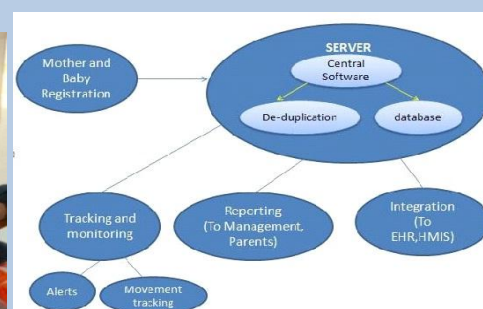 SERVER
Central
Software
Mother and
Baby
Registration
De-duplication
database
Tracking and
monitoring
Reporting
(To Management,
Parents)
Integration
(To
EHR,HMIS)
Alerts
Movement
tracking